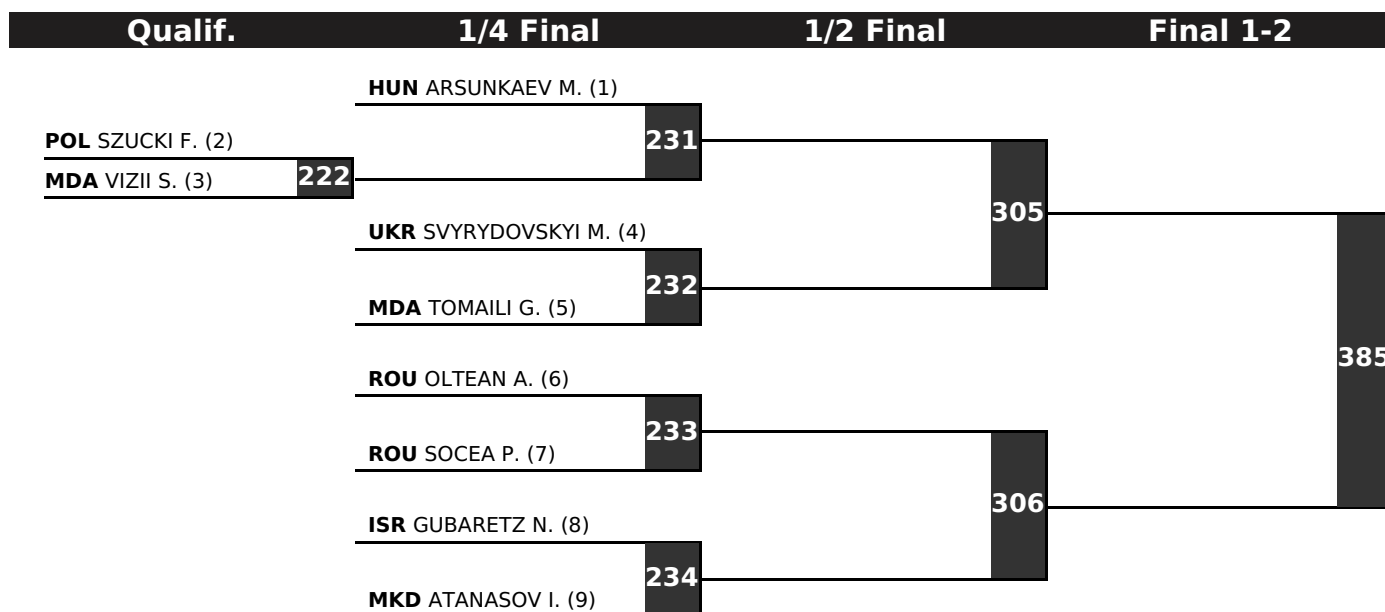 Qualif. 1/4 Final 1/2 Final Final 1-2
HUN ARSUNKAEV M. (1)
POL SZUCKI F. (2)
231
MDA VIZII S. (3)
222
305
UKR SVYRYDOVSKYI M. (4)
232
MDA TOMAILI G. (5)
385
ROU OLTEAN A. (6)
233
ROU SOCEA P. (7)
306
ISR GUBARETZ N. (8)
234
MKD ATANASOV I. (9)